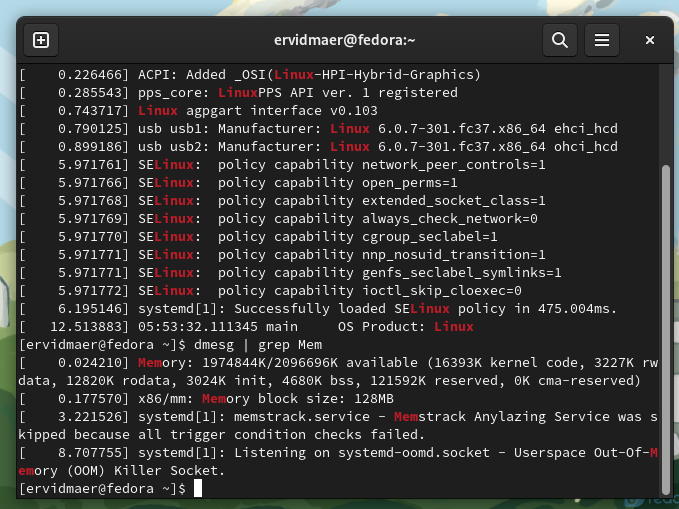 ervidmaer@fedora:~
[    0.226466] ACPI: Added _OSI(Linux-HPI-Hybrid-Graphics)
[    0.285543] pps_core: LinuxPPS API ver. 1 registered
[    0.743717] Linux agpgart interface v0.103
[    0.790125] usb usb1: Manufacturer: Linux 6.0.7-301.fc37.x86_64 ehci_hcd
[    0.899186] usb usb2: Manufacturer: Linux 6.0.7-301.fc37.x86_64 ohci_hcd
[    5.971761] SELinux:  policy capability network_peer_controls=1
[    5.971766] SELinux:  policy capability open_perms=1
[    5.971768] SELinux:  policy capability extended_socket_class=1
[    5.971769] SELinux:  policy capability always_check_network=0
[    5.971770] SELinux:  policy capability cgroup_seclabel=1
[    5.971771] SELinux:  policy capability nnp_nosuid_transition=1
[    5.971771] SELinux:  policy capability genfs_seclabel_symlinks=1
[    5.971772] SELinux:  policy capability ioctl_skip_cloexec=0
[    6.195146] systemd[1]: Successfully loaded SELinux policy in 475.004ms.
[   12.513883] 05:53:32.111345 main     OS Product: Linux
[ervidmaer@fedora ~]$ dmesg | grep Mem
[    0.024210] Memory: 1974844K/2096696K available (16393K kernel code, 3227K rw
data, 12820K rodata, 3024K init, 4680K bss, 121592K reserved, 0K cma-reserved)
[    0.177570] x86/mm: Memory block size: 128MB
[    3.221526] systemd[1]: memstrack.service - Memstrack Anylazing Service was s
kipped because all trigger condition checks failed.
[    8.707755] systemd[1]: Listening on systemd-oomd.socket - Userspace Out-Of-M
emory (OOM) Killer Socket.
[ervidmaer@fedora ~]$